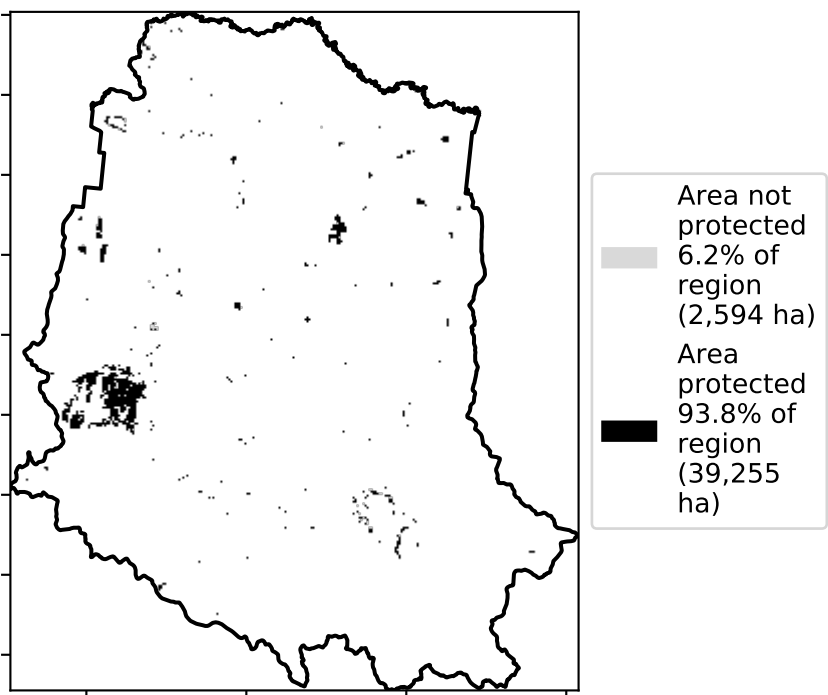 Area not
protected
6.2% of
region
(2,594 ha)
Area
protected
93.8% of
region
(39,255
ha)